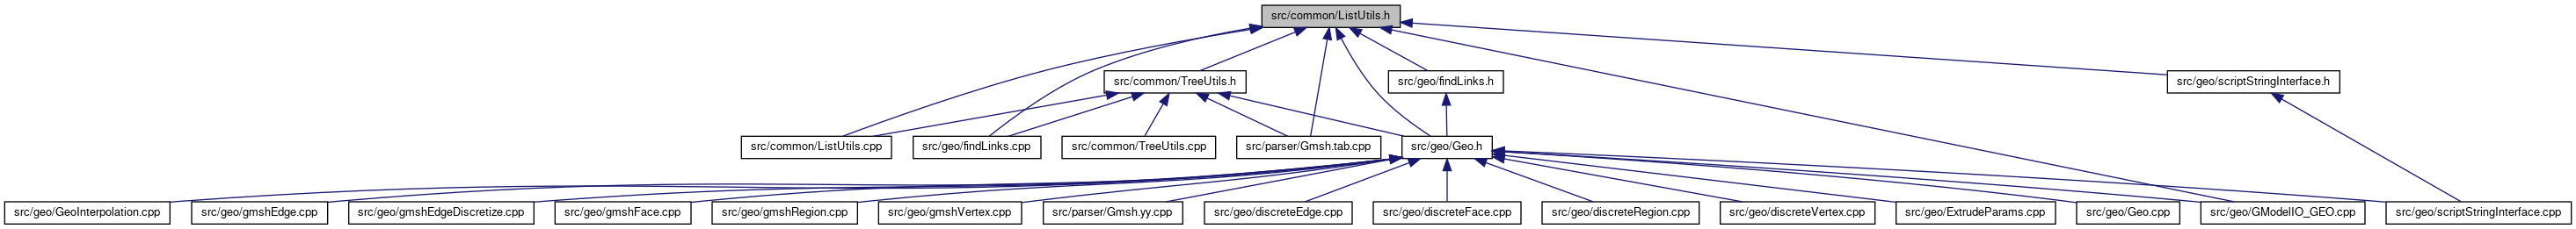 src/common/ListUtils.h
src/common/TreeUtils.h
src/geo/findLinks.h
src/geo/scriptStringInterface.h
src/common/ListUtils.cpp
src/geo/findLinks.cpp
src/common/TreeUtils.cpp
src/parser/Gmsh.tab.cpp
src/geo/Geo.h
src/geo/GeoInterpolation.cpp
src/geo/gmshEdge.cpp
src/geo/gmshEdgeDiscretize.cpp
src/geo/gmshFace.cpp
src/geo/gmshRegion.cpp
src/geo/gmshVertex.cpp
src/parser/Gmsh.yy.cpp
src/geo/discreteEdge.cpp
src/geo/discreteFace.cpp
src/geo/discreteRegion.cpp
src/geo/discreteVertex.cpp
src/geo/ExtrudeParams.cpp
src/geo/Geo.cpp
src/geo/GModelIO_GEO.cpp
src/geo/scriptStringInterface.cpp